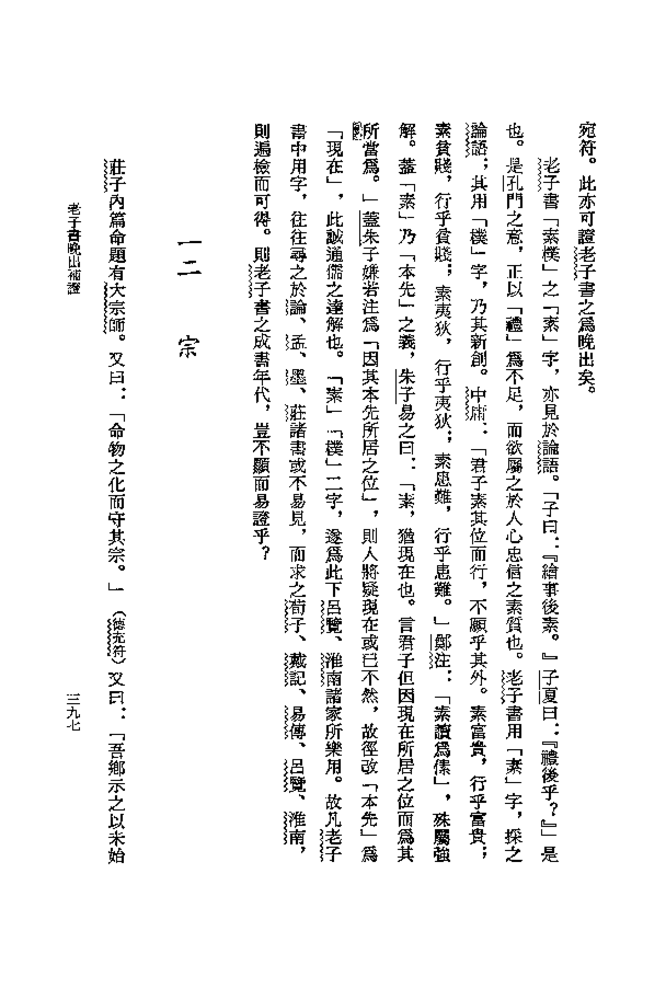 宛符。此亦可證老子書之爲晚出矣。
老子書「素樸」之「素」字，亦見於論語。「子曰：『繪事後素。』子夏曰：『禮後乎？』」是
也。是孔門之意，正以「禮」爲不足，而欲屬之於人心忠信之素質也。老子書用「素」字，採之
論語；其用「樸」字，乃其新創。中庸：「君子素其位而行，不願乎其外。素富貴，行乎富貴；
素貧賤，行乎貧賤；素夷狄，行乎夷狄；素患難，行乎患難。」鄭注：「素讀爲傃」，殊屬強
解。蓋「素」乃「本先」之義，朱子易之曰：「素，猶現在也。言君子但因現在所居之位而爲其
所當爲。」蓋朱子嫌若注爲「因其本先所居之位」，則人將疑現在或已不然，故徑改「本先」爲
「現在」，此誠通儒之達解也。「素」「樸」二字，遂爲此下呂覽、淮南諸家所樂用。故凡老子
書中用字，往往尋之於論、孟、墨、莊諸書或不易見，而求之荀子、戴記、易傳、呂覽、淮南，
則遍檢而可得。則老子書之成書年代，豈不顯而易證乎？
一二　宗
莊子內篇命題有大宗師。又曰：「命物之化而守其宗。」（德充符）又曰：「吾鄉示之以未始
老子書晚出補證
三九七